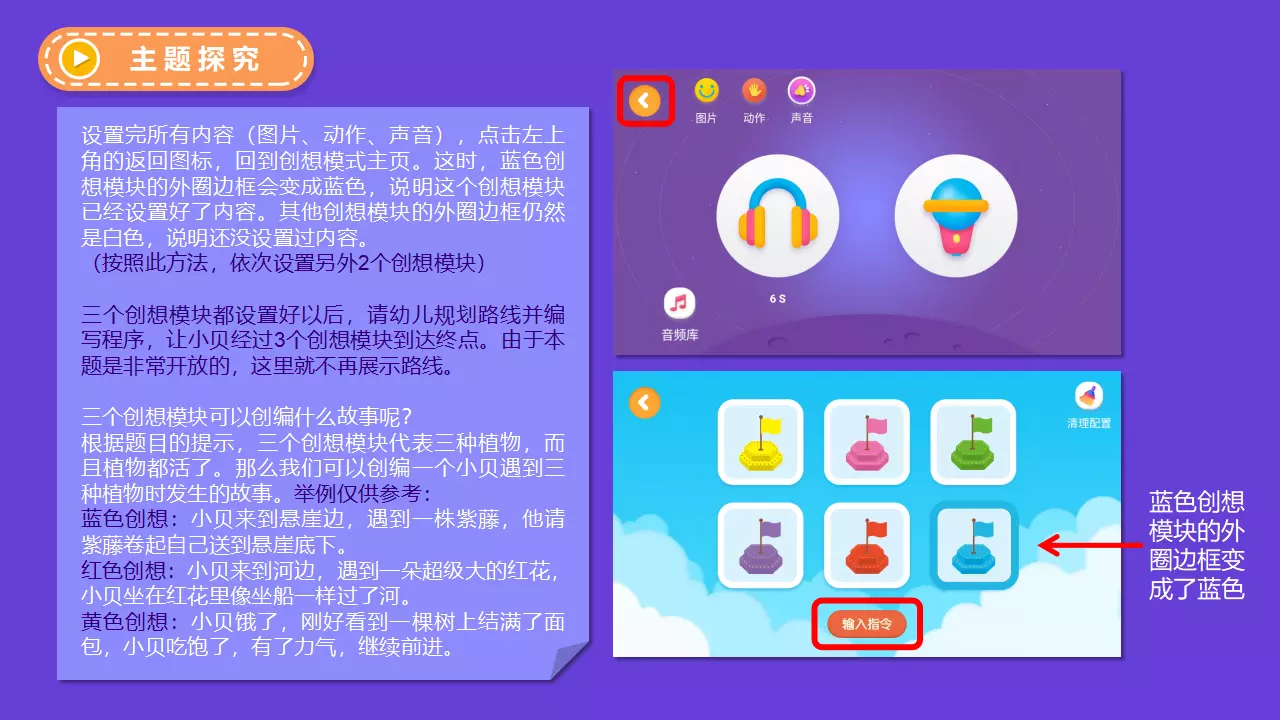 主题探究
设置完所有内容（图片、动作、声音），点击左上
角的返回图标，回到创想模式主页。这时，蓝色创
想模块的外圈边框会变成蓝色，说明这个创想模块
已经设置好了内容。其他创想模块的外圈边框仍然
是白色，说明还没设置过内容。
（按照此方法，依次设置另外2个创想模块）
三个创想模块都设置好以后，请幼儿规划路线并编
写程序，让小贝经过3个创想模块到达终点。由于本
题是非常开放的，这里就不再展示路线。
三个创想模块可以创编什么故事呢？
根据题目的提示，三个创想模块代表三种植物，而
且植物都活了。那么我们可以创编一个小贝遇到三
种植物时发生的故事。举例仅供参考：
蓝色创想：小贝来到悬崖边，遇到一株紫藤，他请
紫藤卷起自己送到悬崖底下。
红色创想：小贝来到河边，遇到一朵超级大的红花，
小贝坐在红花里像坐船一样过了河。
黄色创想：小贝饿了，刚好看到一棵树上结满了面
包，小贝吃饱了，有了力气，继续前进。
图片 动作 声音
6 S
音频库
清理配置
输入指令
蓝色创想
模块的外
圈边框变
成了蓝色